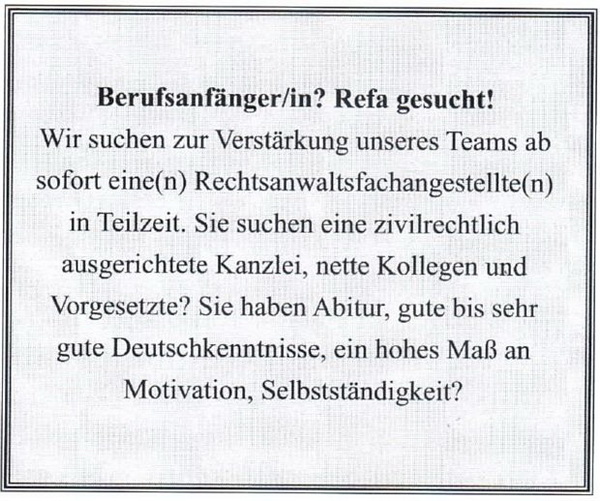 Berufsanfänger/in? Refa gesucht!
Wir suchen zur Verstärkung unseres Teams ab
sofort eine(n) Rechtsanwaltsfachangestellte(n)
in Teilzeit. Sie suchen eine zivilrechtlich
ausgerichtete Kanzlei, nette Kollegen und
Vorgesetzte? Sie haben Abitur, gute bis sehr
gute Deutschkenntnisse, ein hohes Maß an
Motivation, Selbstständigkeit?